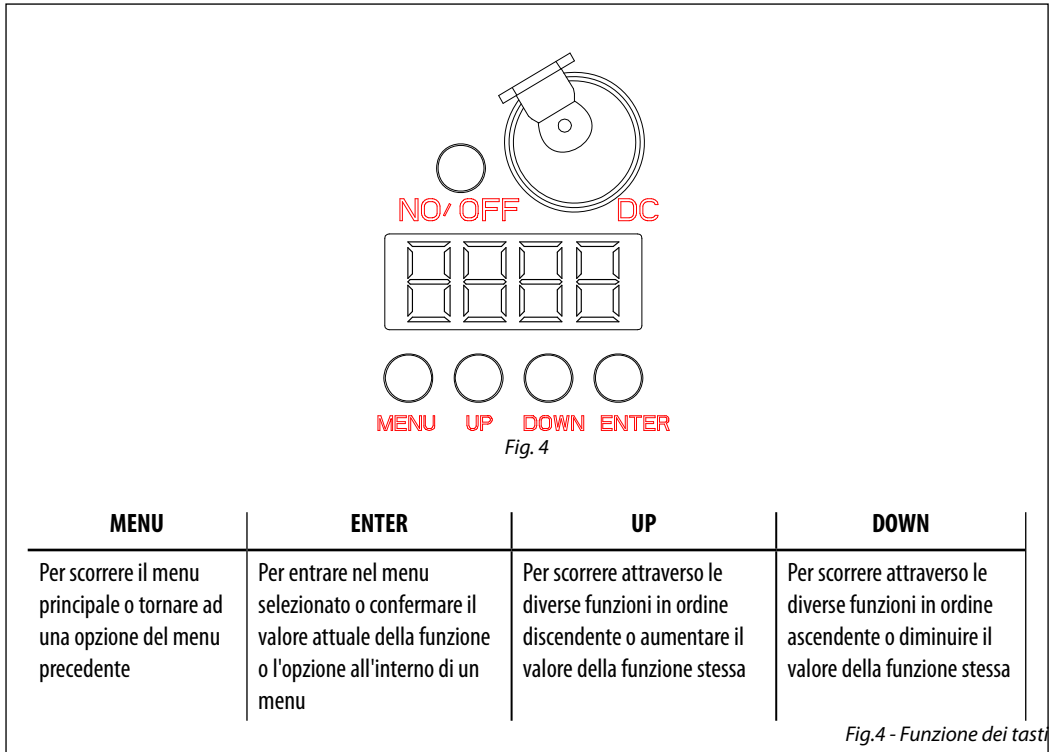 NO/ OFF DC
MENU UP DOWN ENTER
Fig. 4
MENU ENTER UP DOWN
Per scorrere il menu
principale o tornare ad
una opzione del menu
precedente
Per entrare nel menu
selezionato o confermare il
valore attuale della funzione
o l'opzione all'interno di un
menu
Per scorrere attraverso le
diverse funzioni in ordine
discendente o aumentare il
valore della funzione stessa
Per scorrere attraverso le
diverse funzioni in ordine
ascendente o diminuire il
valore della funzione stessa
Fig.4 - Funzione dei tasti